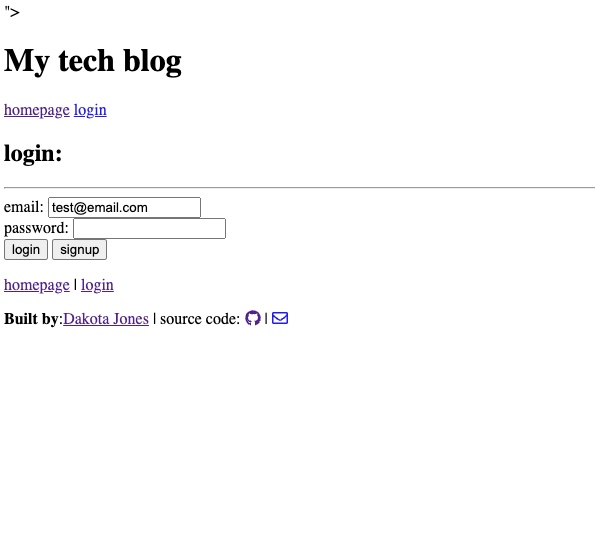 ">
My tech blog
homepage login
login:
email: test@email.com
password:
login signup
homepage | login
Built by:Dakota Jones | source code: |